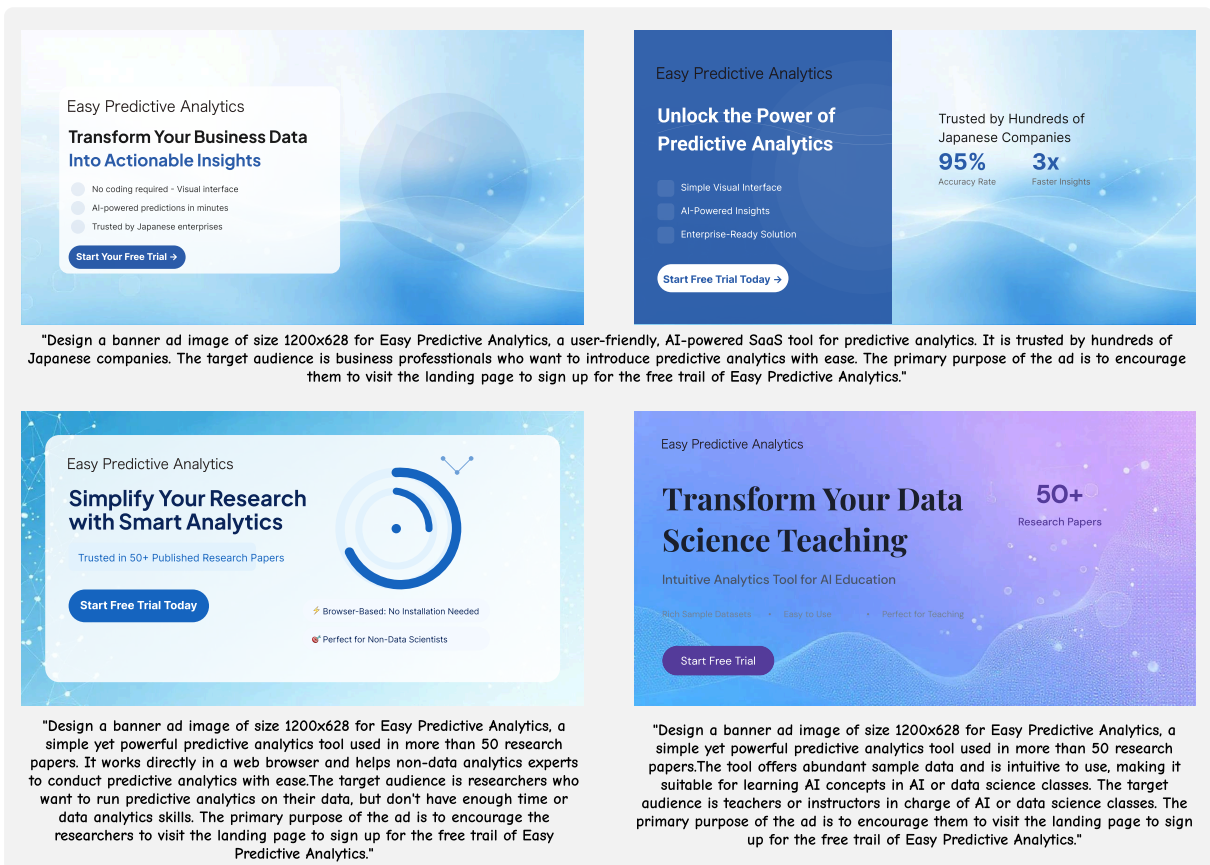 Easy Predictive Analytics
Transform Your Business Data
Into Actionable Insights
No coding required - Visual interface
AI-powered predictions in minutes
Trusted by Japanese enterprises
Start Your Free Trial →
Easy Predictive Analytics
Unlock the Power of
Predictive Analytics
Simple Visual Interface
AI-Powered Insights
Enterprise-Ready Solution
Start Free Trial Today →
Trusted by Hundreds of
Japanese Companies
95% 3x
Accuracy Rate Faster Insights
"Design a banner ad image of size 1200x628 for Easy Predictive Analytics, a user-friendly, AI-powered SaaS tool for predictive analytics. It is trusted by hundreds of
Japanese companies. The target audience is business professtionals who want to introduce predictive analytics with ease. The primary purpose of the ad is to encourage
them to visit the landing page to sign up for the free trail of Easy Predictive Analytics."
Easy Predictive Analytics
Simplify Your Research
with Smart Analytics
Trusted in 50+ Published Research Papers
Start Free Trial Today
⚡ Browser-Based: No Installation Needed
🎯 Perfect for Non-Data Scientists
Easy Predictive Analytics
Transform Your Data
Science Teaching
Intuitive Analytics Tool for AI Education
Rich Sample Datasets • Easy to Use • Perfect for Teaching
Start Free Trial
50+
Research Papers
"Design a banner ad image of size 1200x628 for Easy Predictive Analytics, a
simple yet powerful predictive analytics tool used in more than 50 research
papers. It works directly in a web browser and helps non-data analytics experts
to conduct predictive analytics with ease.The target audience is researchers who
want to run predictive analytics on their data, but don't have enough time or
data analytics skills. The primary purpose of the ad is to encourage the
researchers to visit the landing page to sign up for the free trail of Easy
Predictive Analytics."
"Design a banner ad image of size 1200x628 for Easy Predictive Analytics, a
simple yet powerful predictive analytics tool used in more than 50 research
papers.The tool offers abundant sample data and is intuitive to use, making it
suitable for learning AI concepts in AI or data science classes. The target
audience is teachers or instructors in charge of AI or data science classes. The
primary purpose of the ad is to encourage them to visit the landing page to sign
up for the free trail of Easy Predictive Analytics."